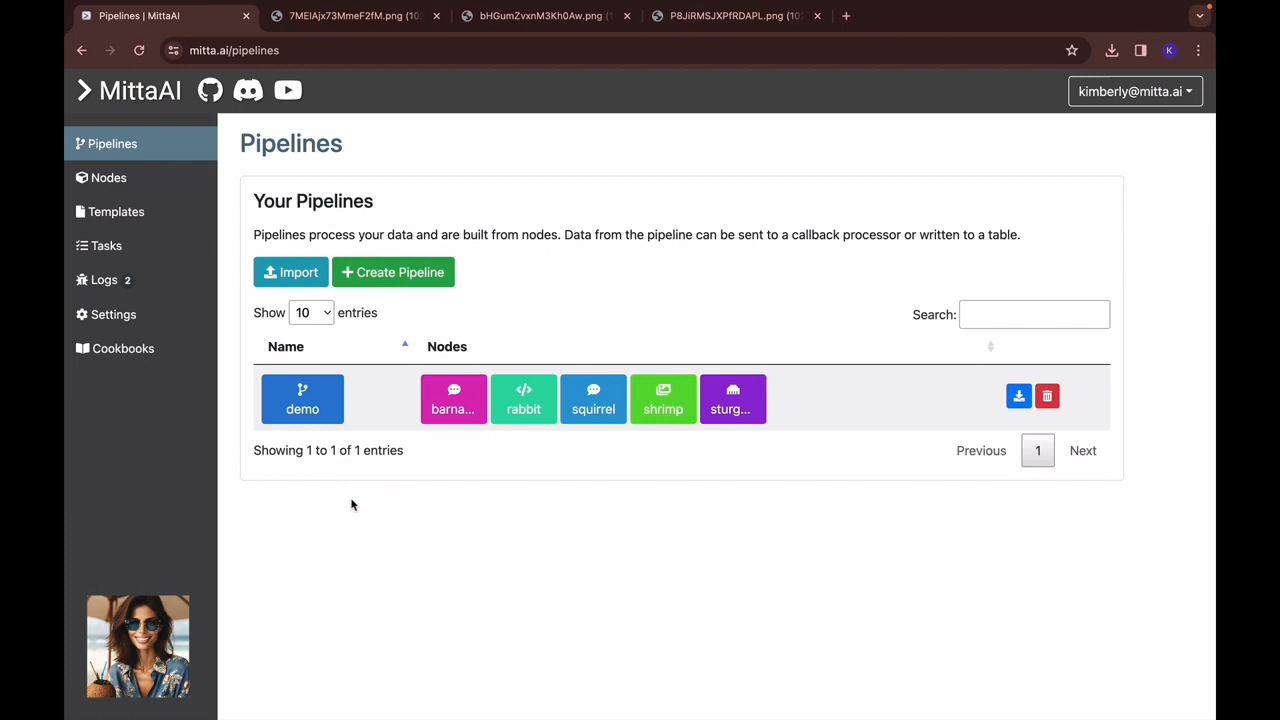 Pipelines | MittaAI
7MEIAjx73MmeF2fM.png (102
bHGumZvxnM3Kh0Aw.png (
P8JiRMSJXPfRDAPL.png (10
mitta.ai/pipelines
K
MittaAI
kimberly@mitta.ai
Pipelines
Nodes
Templates
Tasks
Logs 2
Settings
Cookbooks
Pipelines
Your Pipelines
Pipelines process your data and are built from nodes. Data from the pipeline can be sent to a callback processor or written to a table.
Import
Create Pipeline
Show 10 entries
Search:
Name Nodes
demo barna... rabbit squirrel shrimp sturg...
Showing 1 to 1 of 1 entries
Previous 1 Next